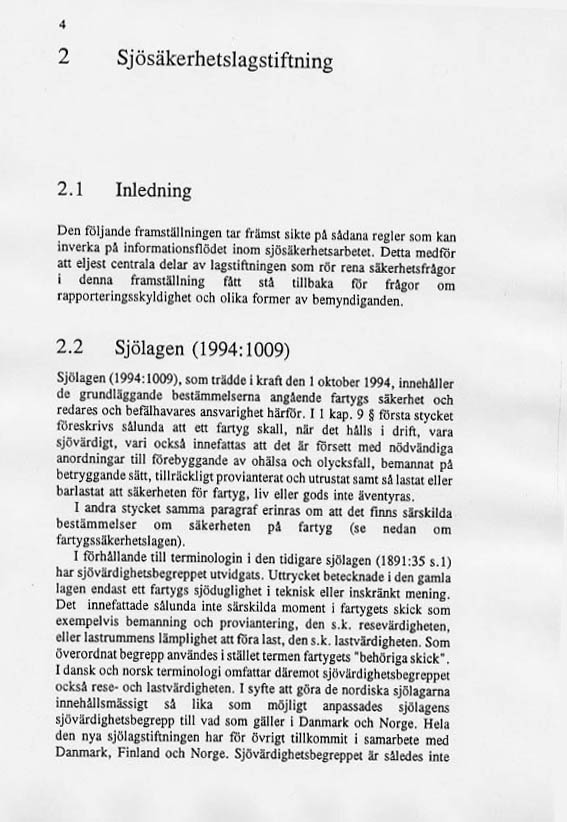 4
2 Sjösäkerhetslagstiftning
2.1 Inledning
Den följande framställningen tar främst sikte på sådana regler som kan
inverka på informationsflödet inom sjösäkerhetsarbetet. Detta medför
att eljest centrala delar av lagstiftningen som rör rena säkerhetsfrågor
i denna framställning fått stå tillbaka för frågor om
rapporteringsskyldighet och olika former av bemyndiganden.
2.2 Sjölagen (1994:1009)
Sjölagen (1994:1009), som trädde i kraft den 1 oktober 1994, innehåller
de grundläggande bestämmelserna angående fartygs säkerhet och
redares och befälhavares ansvarighet härför. I 1 kap. 9 § första stycket
föreskrivs sålunda att ett fartyg skall, när det hålls i drift, vara
sjövärdigt, vari också innefattas att det är försett med nödvändiga
anordningar till förebyggande av ohälsa och olycksfall, bemannat på
betryggande sätt, tillräckligt provianterat och utrustat samt så lastat eller
barlastat att säkerheten för fartyg, liv eller gods inte äventyras.
I andra stycket samma paragraf erinras om att det finns särskilda
bestämmelser om säkerheten på fartyg (se nedan om
fartygssäkerhetslagen).
I förhållande till terminologin i den tidigare sjölagen (1891:35 s.1)
har sjövärdighetsbegreppet utvidgats. Uttrycket betecknade i den gamla
lagen endast ett fartygs sjöduglighet i teknisk eller inskränkt mening.
Det innefattade sålunda inte särskilda moment i fartygets skick som
exempelvis bemanning och proviantering, den s.k. resevärdigheten,
eller lastrummens lämplighet att föra last, den s.k. lastvärdigheten. Som
överordnat begrepp användes i stället termen fartygets "behöriga skick".
I dansk och norsk terminologi omfattar däremot sjövärdighetsbegreppet
också rese- och lastvärdigheten. I syfte att göra de nordiska sjölagarna
innehållsmässigt så lika som möjligt anpassades sjölagens
sjövärdighetsbegrepp till vad som gäller i Danmark och Norge. Hela
den nya sjölagstiftningen har för övrigt tillkommit i samarbete med
Danmark, Finland och Norge. Sjövärdighetsbegreppet är således inte